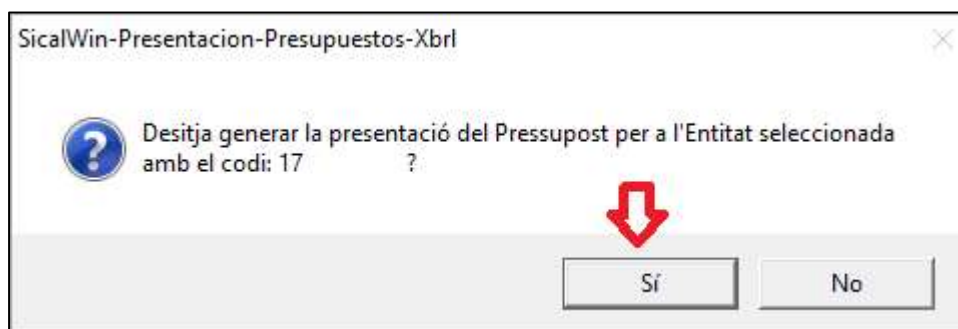 SicalWin-Presentacion-Presupuestos-Xbrl
Desitja generar la presentació del Pressupost per a l'Entitat seleccionada
amb el codi: 17 ?
Sí
No